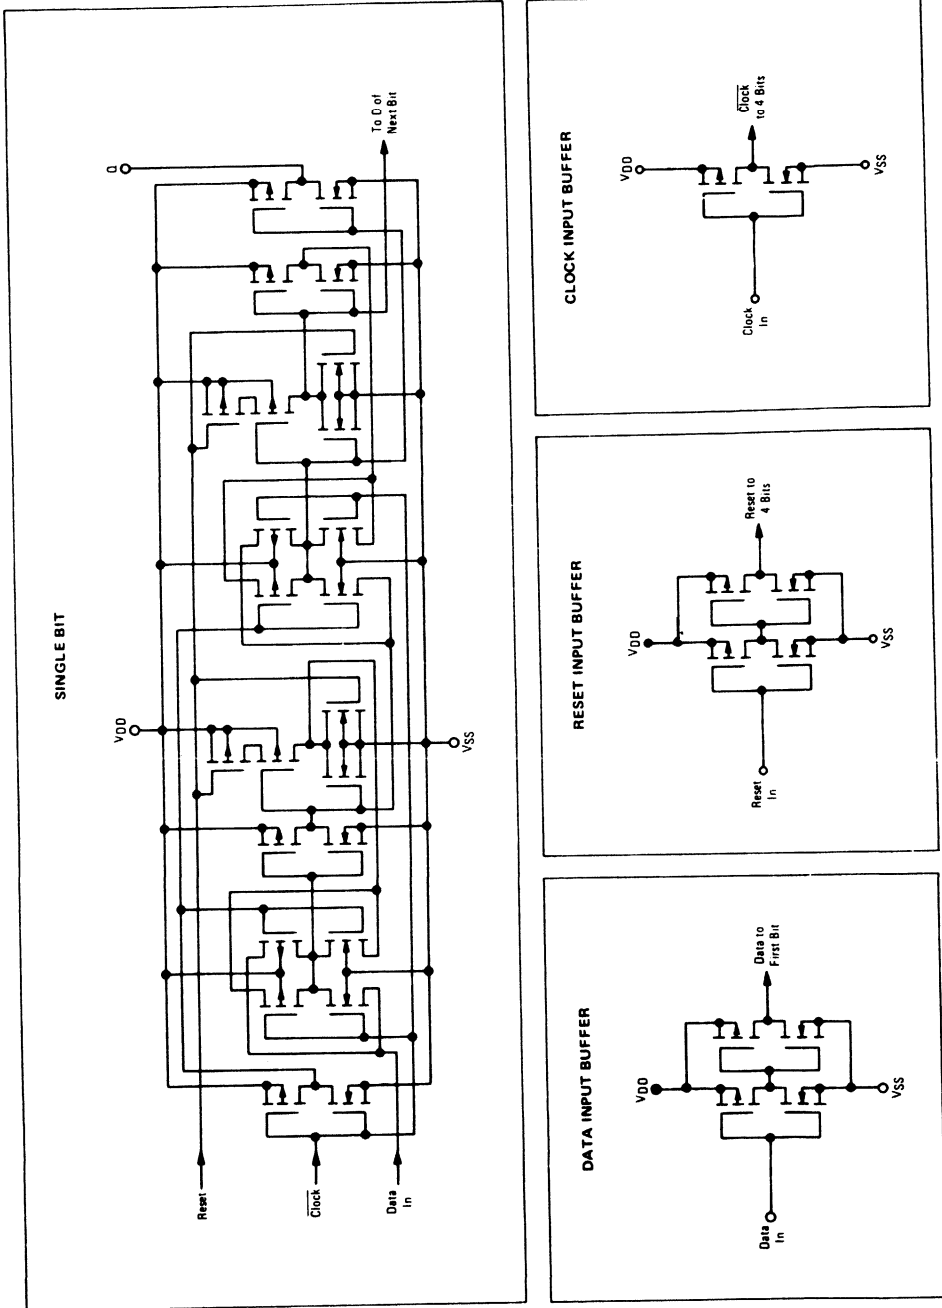 SINGLE BIT
Reset
Clock
Data
In
VDD
VSS
Q
To D of
Next Bit
DATA INPUT BUFFER
Data
In
VDD
VSS
Data to
First Bit
RESET INPUT BUFFER
Reset
In
VDD
VSS
Reset to
4 Bits
CLOCK INPUT BUFFER
Clock
In
VDD
VSS
Clock
to 4 Bits